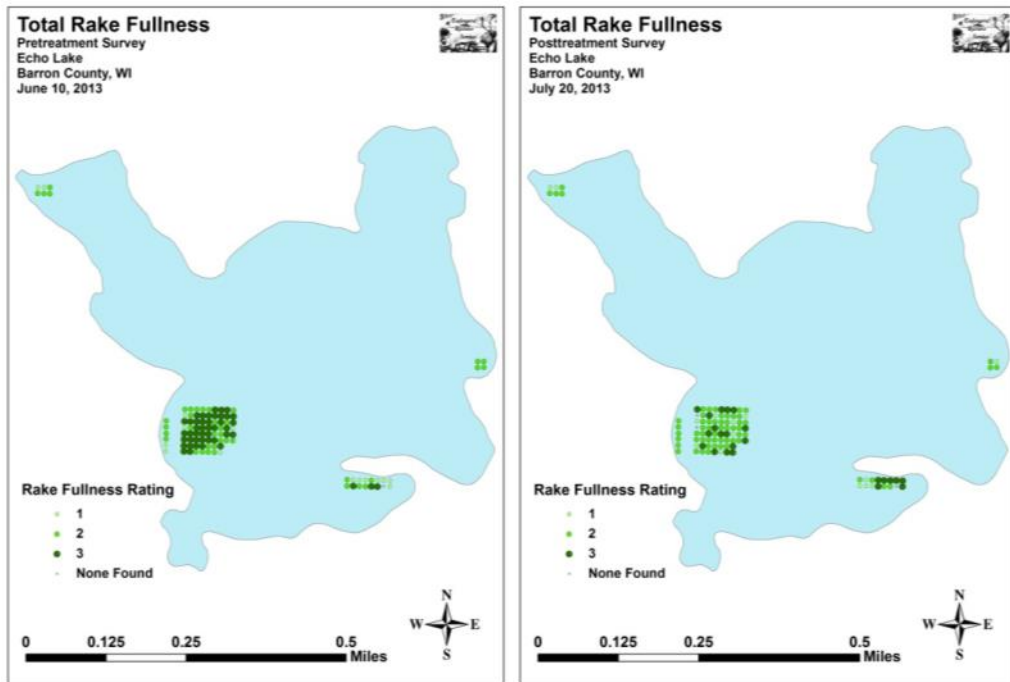 Total Rake Fullness
Pretreatment Survey
Echo Lake
Barron County, WI
June 10, 2013
Rake Fullness Rating
1
2
3
None Found
N
W E
S
0 0.125 0.25 0.5
Miles
Total Rake Fullness
Posttreatment Survey
Echo Lake
Barron County, WI
July 20, 2013
Rake Fullness Rating
1
2
3
None Found
N
W E
S
0 0.125 0.25 0.5
Miles